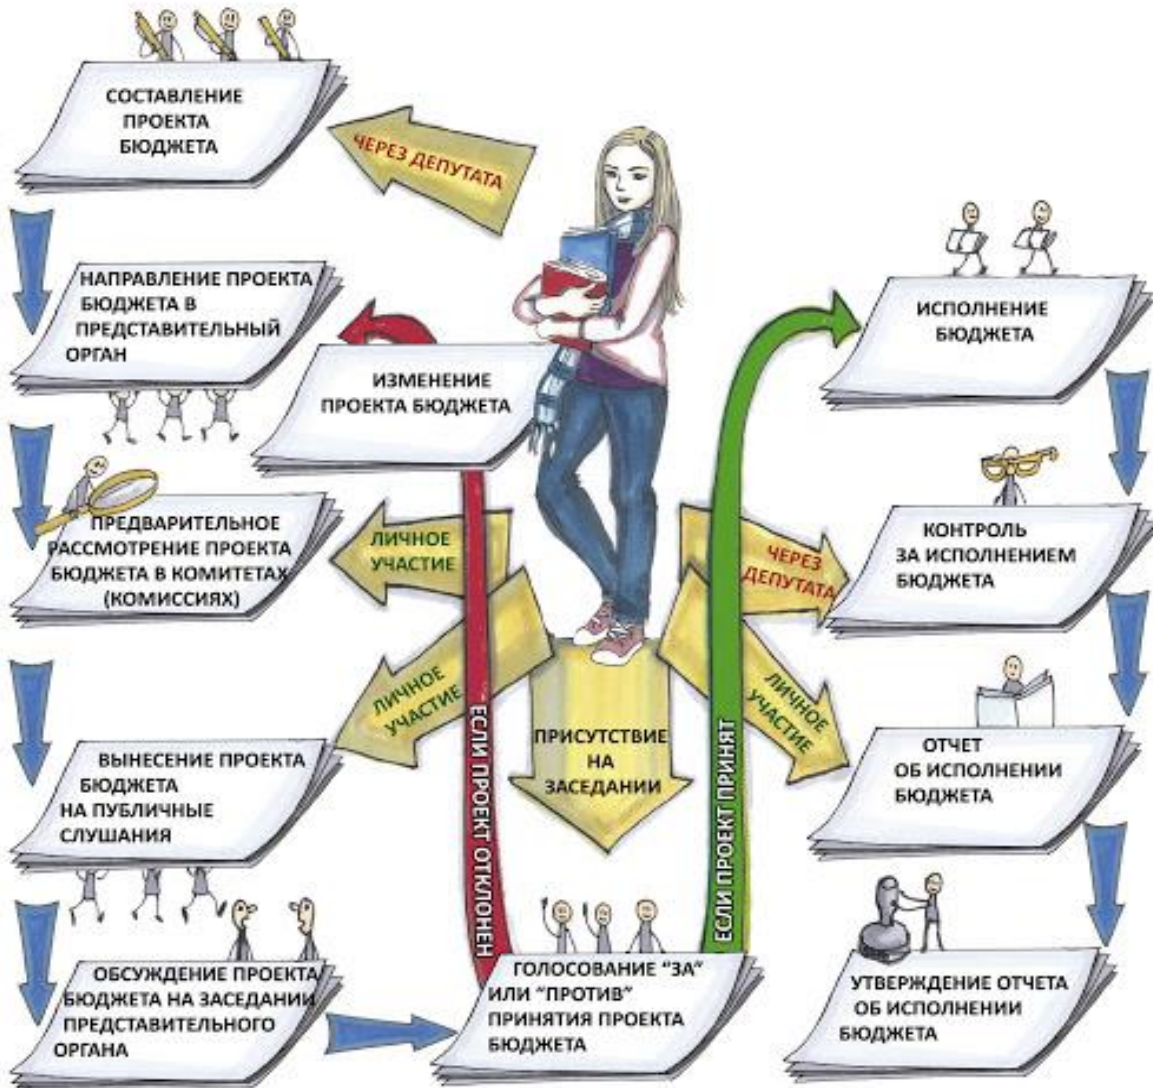 СОСТАВЛЕНИЕ
ПРОЕКТА
БЮДЖЕТА
ЧЕРЕЗ ДЕПУТАТА
НАПРАВЛЕНИЕ ПРОЕКТА
БЮДЖЕТА В
ПРЕДСТАВИТЕЛЬНЫЙ
ОРГАН
ИЗМЕНЕНИЕ
ПРОЕКТА БЮДЖЕТА
ПРЕДВАРИТЕЛЬНОЕ
РАССМОТРЕНИЕ ПРОЕКТА
БЮДЖЕТА В КОМИТЕТАХ
(КОМИССИЯХ)
ЛИЧНОЕ
УЧАСТИЕ
ЛИЧНОЕ
УЧАСТИЕ
ВЫНЕСЕНИЕ ПРОЕКТА
БЮДЖЕТА
НА ПУБЛИЧНЫЕ
СЛУШАНИЯ
ОБСУЖДЕНИЕ ПРОЕКТА
БЮДЖЕТА НА ЗАСЕДАНИИ
ПРЕДСТАВИТЕЛЬНОГО
ОРГАНА
ЕСЛИ ПРОЕКТ ОТКЛОНЕН
ПРИСУТСТВИЕ
НА
ЗАСЕДАНИИ
ГОЛОСОВАНИЕ "ЗА"
ИЛИ "ПРОТИВ"
ПРИНЯТИЯ ПРОЕКТА
БЮДЖЕТА
ЕСЛИ ПРОЕКТ ПРИНЯТ
ИСПОЛНЕНИЕ
БЮДЖЕТА
ЧЕРЕЗ
ДЕПУТАТА
КОНТРОЛЬ
ЗА ИСПОЛНЕНИЕМ
БЮДЖЕТА
ЛИЧНОЕ
УЧАСТИЕ
ОТЧЕТ
ОБ ИСПОЛНЕНИИ
БЮДЖЕТА
УТВЕРЖДЕНИЕ ОТЧЕТА
ОБ ИСПОЛНЕНИИ
БЮДЖЕТА